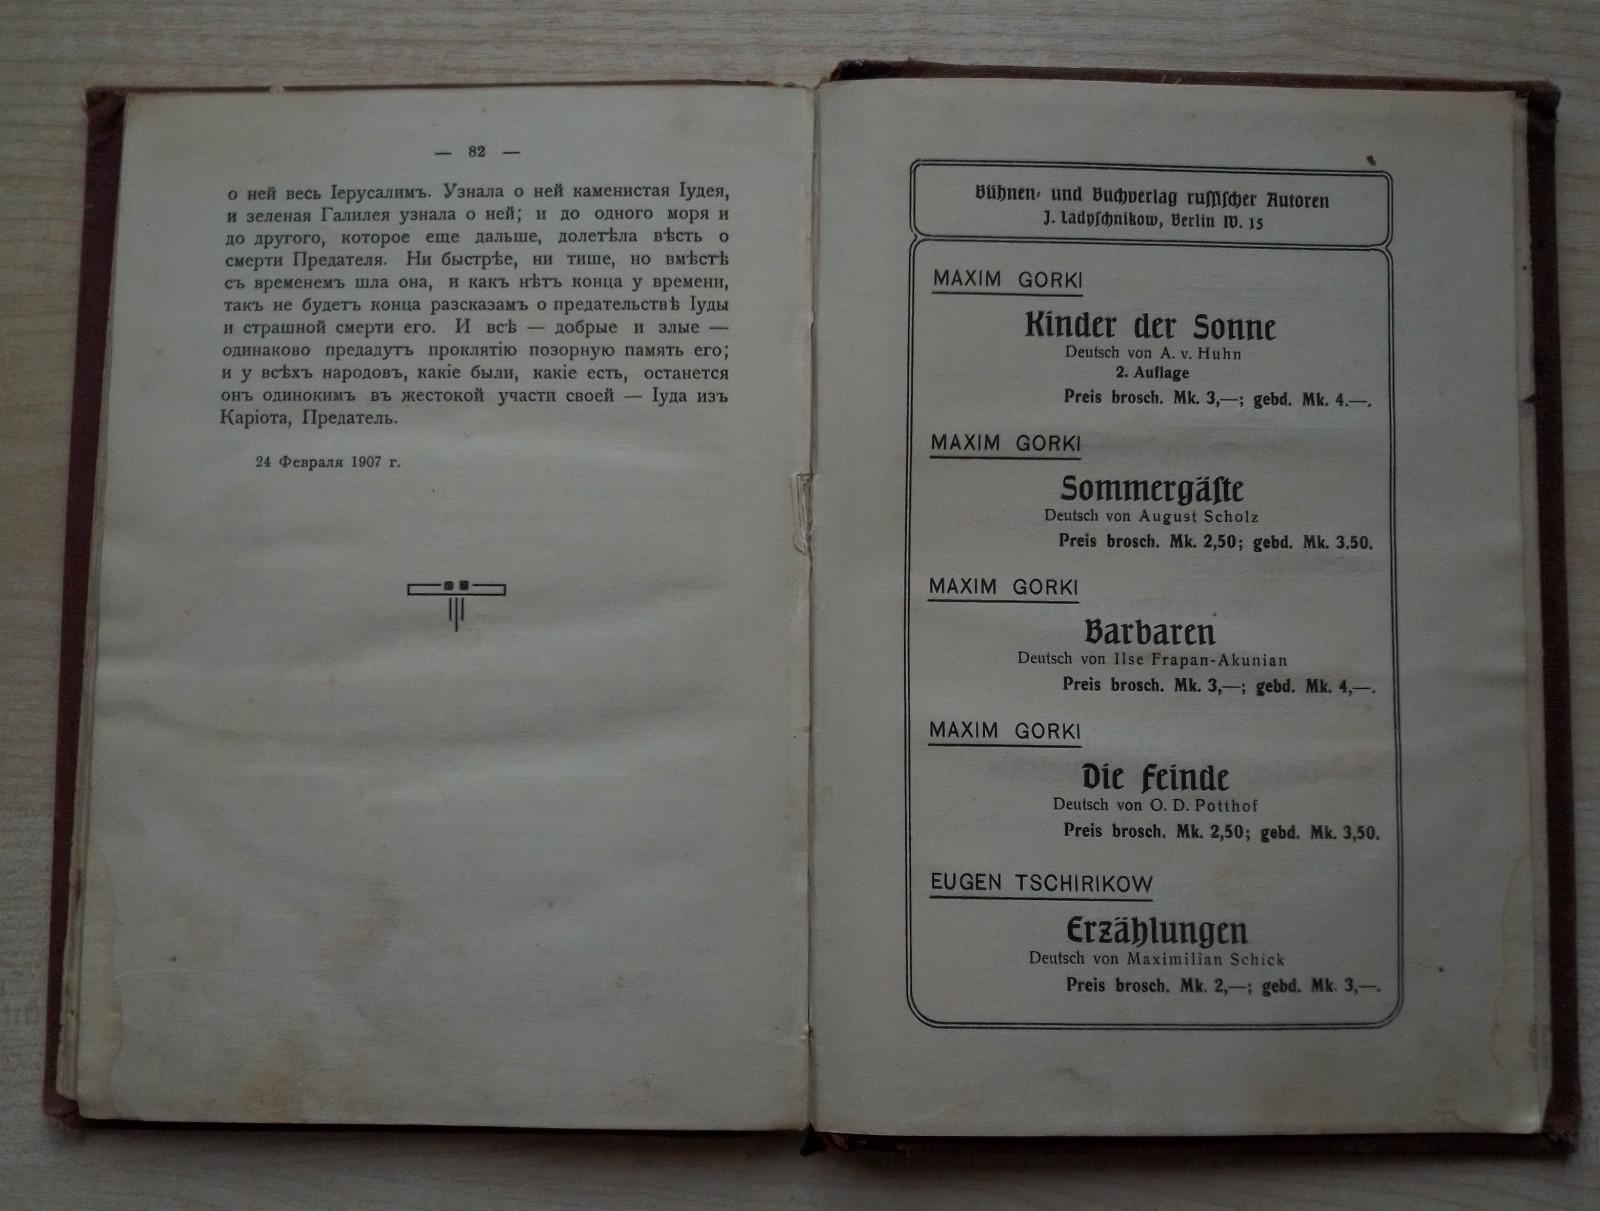 — 82 —
о ней весь Іерусалимъ. Узнала о ней каменистая Іудея,
и зеленая Галилея узнала о ней; и до одного моря и
до другого, которое еще дальше, долетѣла вѣсть о
смерти Предателя. Ни быстрѣе, ни тише, но вмѣстѣ
съ временемъ шла она, и какъ нѣтъ конца у времени,
такъ не будетъ конца разсказамъ о предательствѣ Іуды
и страшной смерти его. И всѣ — добрые и злые —
одинаково предадутъ проклятію позорную память его;
и у всѣхъ народовъ, какіе были, какіе есть, останется
онъ одинокимъ въ жестокой участи своей — Іуда изъ
Каріота, Предатель.
24 Февраля 1907 г.
Bühnen- und Buchverlag ruſſiſcher Autoren
J. Ladyſchnikow, Berlin W. 15
MAXIM GORKI
Kinder der Sonne
Deutsch von A. v. Huhn
2. Auflage
Preis brosch. Mk. 3,—; gebd. Mk. 4.—.
MAXIM GORKI
Sommergäſte
Deutsch von August Scholz
Preis brosch. Mk. 2,50; gebd. Mk. 3.50.
MAXIM GORKI
Barbaren
Deutsch von Ilse Frapan-Akunian
Preis brosch. Mk. 3,—; gebd. Mk. 4,—.
MAXIM GORKI
Die Feinde
Deutsch von O. D. Potthof
Preis brosch. Mk. 2,50; gebd. Mk. 3,50.
EUGEN TSCHIRIKOW
Erzählungen
Deutsch von Maximilian Schick
Preis brosch. Mk. 2,—; gebd. Mk. 3,—.